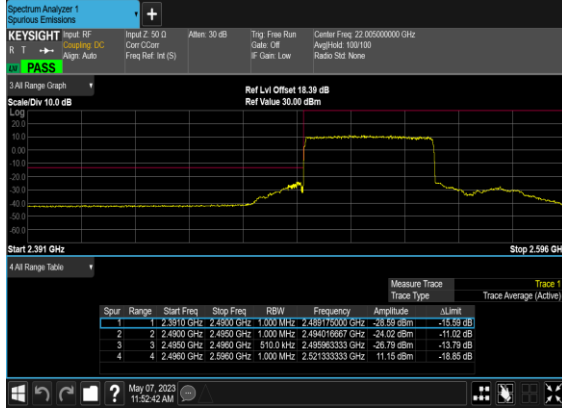 Spectrum Analyzer 1
Spurious Emissions
+
KEYSIGHT Input: RF Input Z: 50 Ω Atten: 30 dB Trig: Free Run Center Freq: 22.005000000 GHz
R T Coupling: DC Corr CCorr Gate: Off Avg|Hold: 100/100
Align: Auto Freq Ref: Int (S) IF Gain: Low Radio Std: None
PASS
3 All Range Graph
Ref Lvl Offset 18.39 dB
Scale/Div 10.0 dB Ref Value 30.00 dBm
Log
20.0
10.0
0.00
-10.0
-20.0
-30.0
-40.0
-50.0
-60.0
Start 2.391 GHz Stop 2.596 GH
4 All Range Table
Measure Trace Trace 1
Trace Type Trace Average (Active)
Spur Range Start Freq Stop Freq RBW Frequency Amplitude ΔLimit
1 1 2.3910 GHz 2.4900 GHz 1.000 MHz 2.489175000 GHz -28.59 dBm -15.59 dB
2 2 2.4900 GHz 2.4950 GHz 1.000 MHz 2.494016667 GHz -24.02 dBm -11.02 dB
3 3 2.4950 GHz 2.4960 GHz 510.0 kHz 2.495963333 GHz -26.79 dBm -13.79 dB
4 4 2.4960 GHz 2.5960 GHz 1.000 MHz 2.521333333 GHz 11.15 dBm -18.85 dB
? May 07, 2023
11:52:42 AM